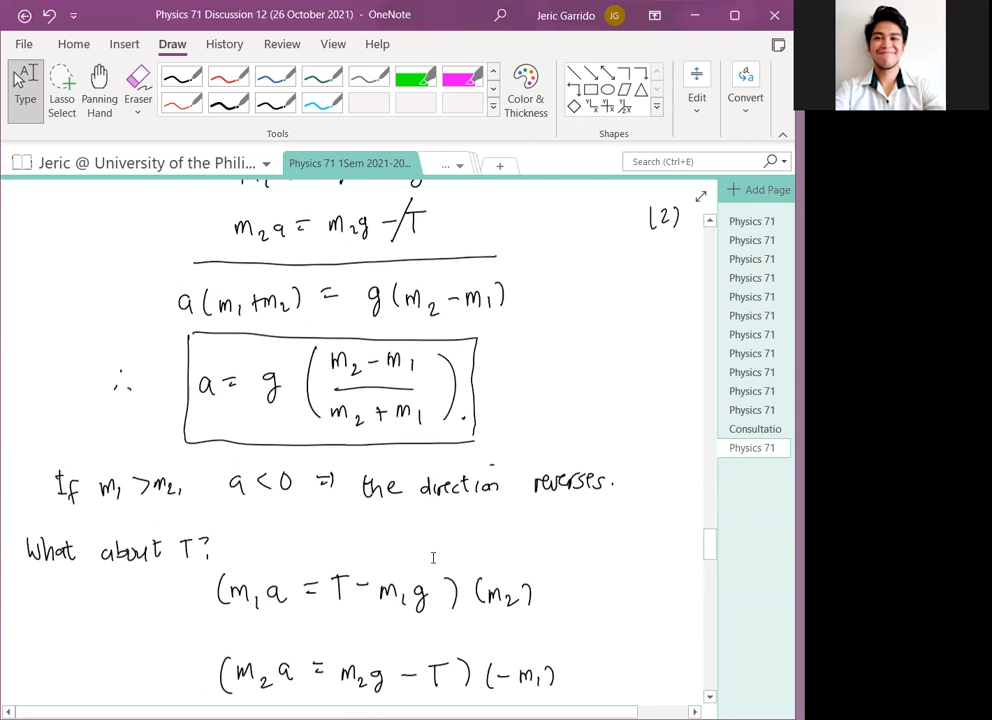 Physics 71 Discussion 12 (26 October 2021) - OneNote
Jeric Garrido
JG
File Home Insert Draw History Review View Help
Type
Lasso Select
Panning Hand
Eraser
Color & Thickness
Edit
Convert
Tools
Shapes
Jeric @ University of the Phili...
Physics 71 1Sem 2021-20...
...
+
Search (Ctrl+E)
+ Add Page
Physics 71
Physics 71
Physics 71
Physics 71
Physics 71
Physics 71
Physics 71
Physics 71
Physics 71
Physics 71
Physics 71
Consultatio
Physics 71
m₂a = m₂g - T (2)
a(m₁+m₂) = g(m₂-m₁)
∴ a = g ( (m₂-m₁) / (m₂+m₁) ).
If m₁ > m₂, a < 0 ⇒ the direction reverses.
What about T?
(m₁a = T - m₁g) (m₂)
(m₂a = m₂g - T) (-m₁)